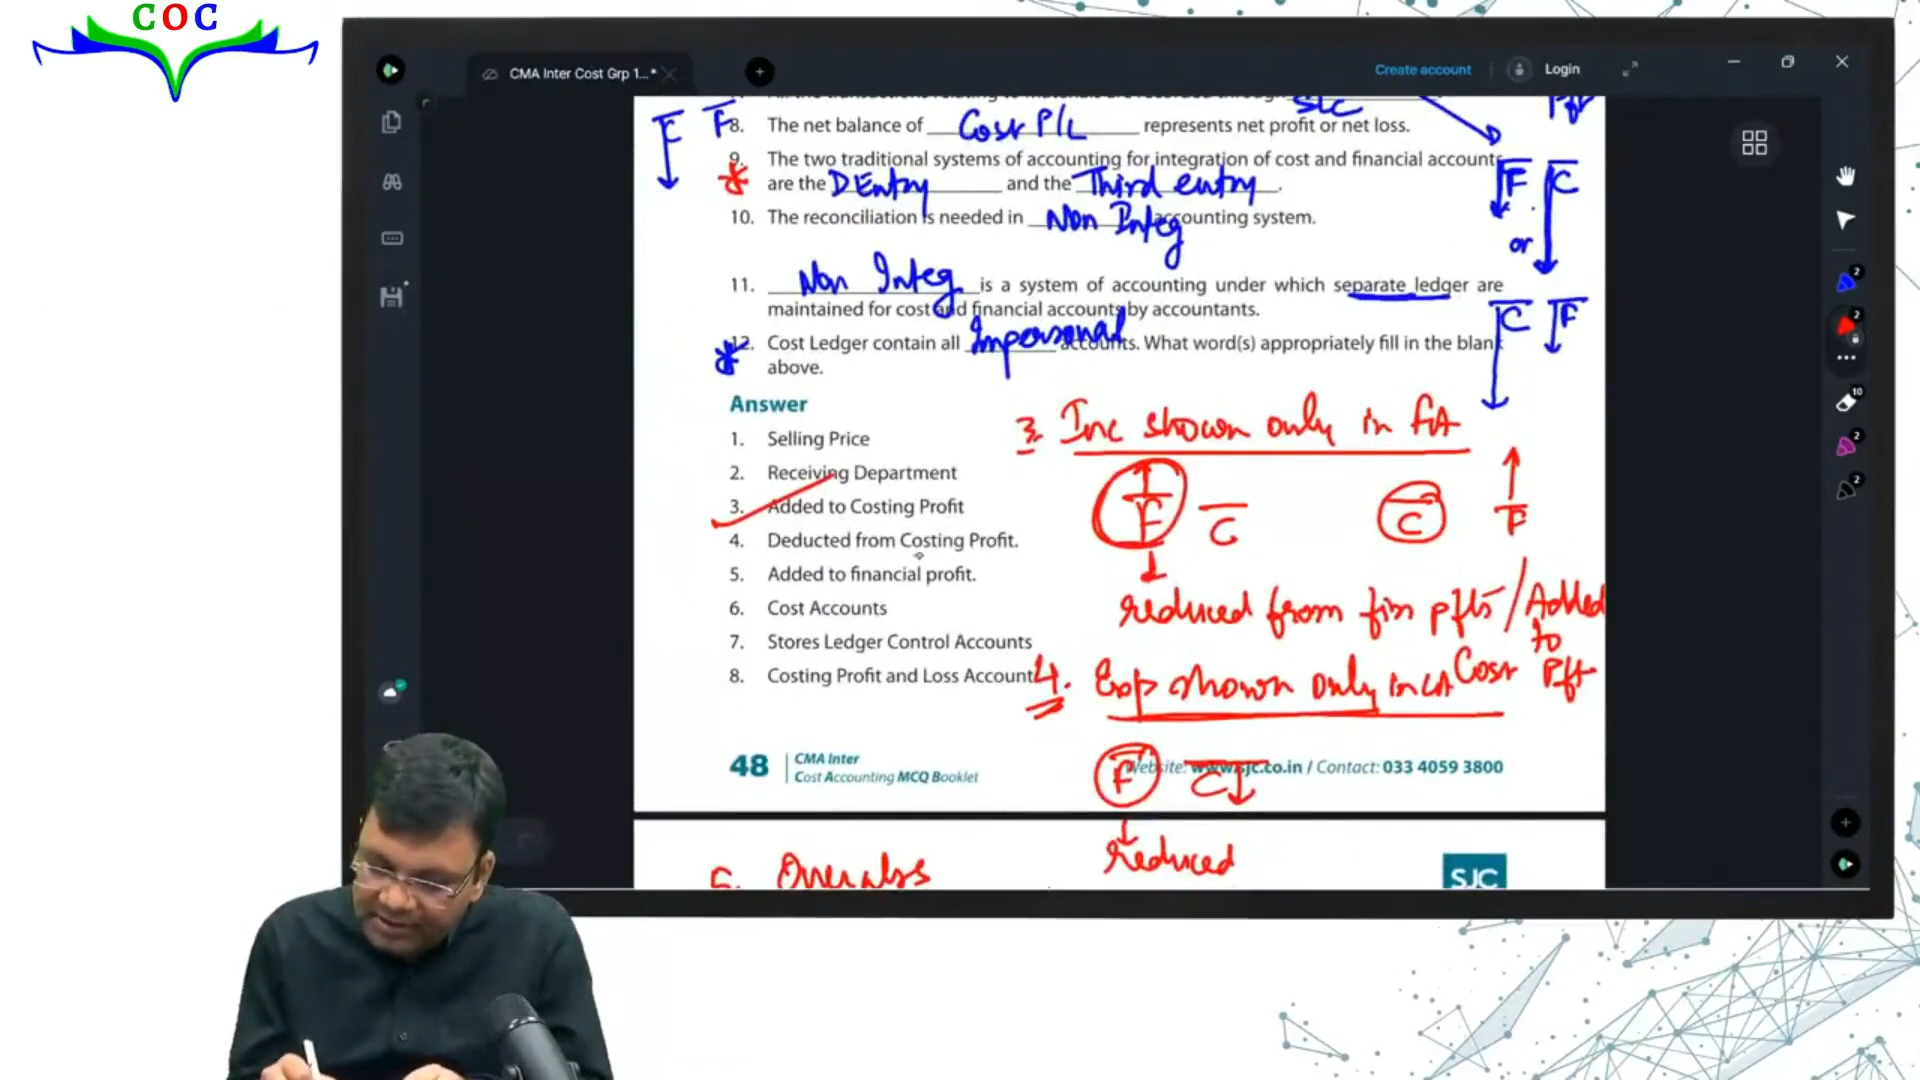 COC
CMA Inter Cost Grp 1...*
Create account
Login
SLC
Pft
8. The net balance of Cost P/L represents net profit or net loss.
9. The two traditional systems of accounting for integration of cost and financial accounts
are the DEntry and the Third entry.
10. The reconciliation is needed in Non Integ accounting system.
F C
or
C F
11. Non Integ is a system of accounting under which separate ledger are
maintained for cost and financial accounts by accountants.
12. Cost Ledger contain all Impersonal accounts. What word(s) appropriately fill in the blank
above.
Answer
3. Inc shown only in FA
1. Selling Price
2. Receiving Department
3. Added to Costing Profit
F C C F
4. Deducted from Costing Profit.
5. Added to financial profit.
reduced from fin pfts / Added
to
Cost Pft
6. Cost Accounts
7. Stores Ledger Control Accounts
8. Costing Profit and Loss Account
4. Exp shown only in CA
48
CMA Inter
Cost Accounting MCQ Booklet
Website: www.sjc.co.in / Contact: 033 4059 3800
F C
reduced
SJC